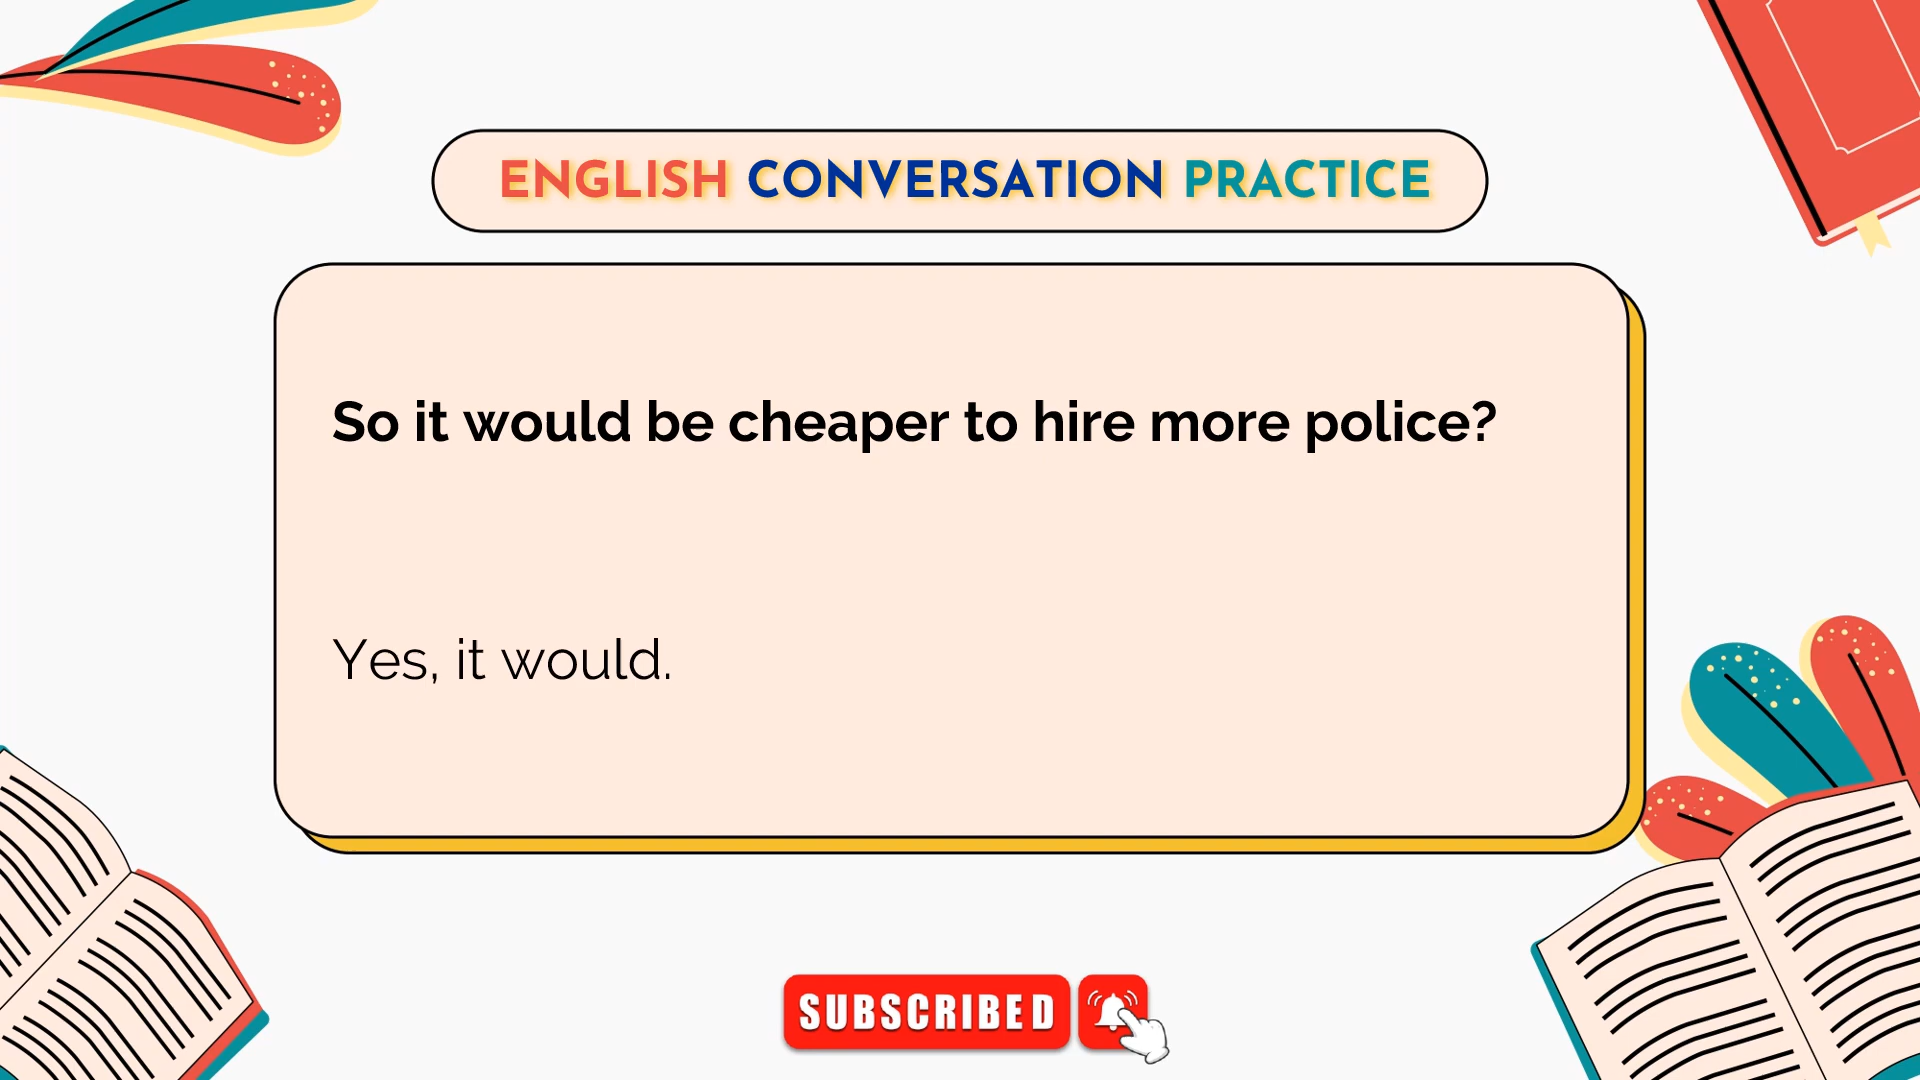 ENGLISH CONVERSATION PRACTICE
So it would be cheaper to hire more police?
Yes, it would.
SUBSCRIBED